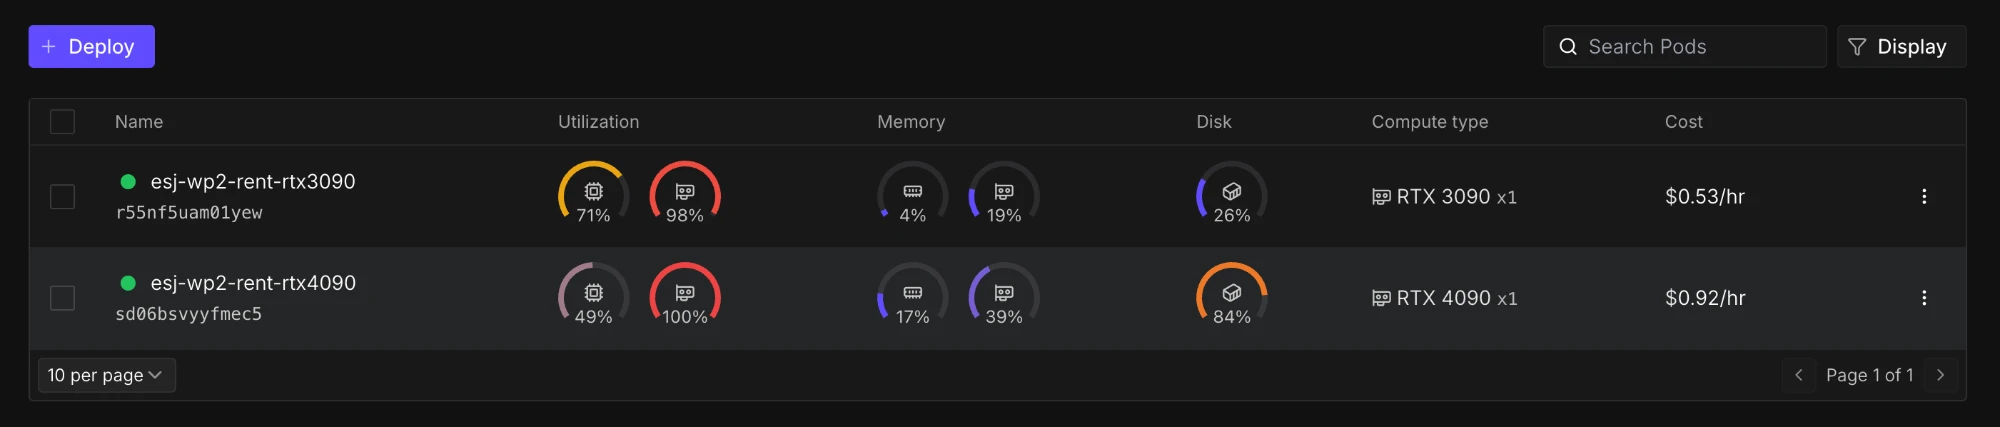 + Deploy
Search Pods
Display
Name Utilization Memory Disk Compute type Cost
esj-wp2-rent-rtx3090
r55nf5uam01yew
71% 98% 4% 19% 26% RTX 3090 x1 $0.53/hr
esj-wp2-rent-rtx4090
sd06bsvyyfmec5
49% 100% 17% 39% 84% RTX 4090 x1 $0.92/hr
10 per page
Page 1 of 1